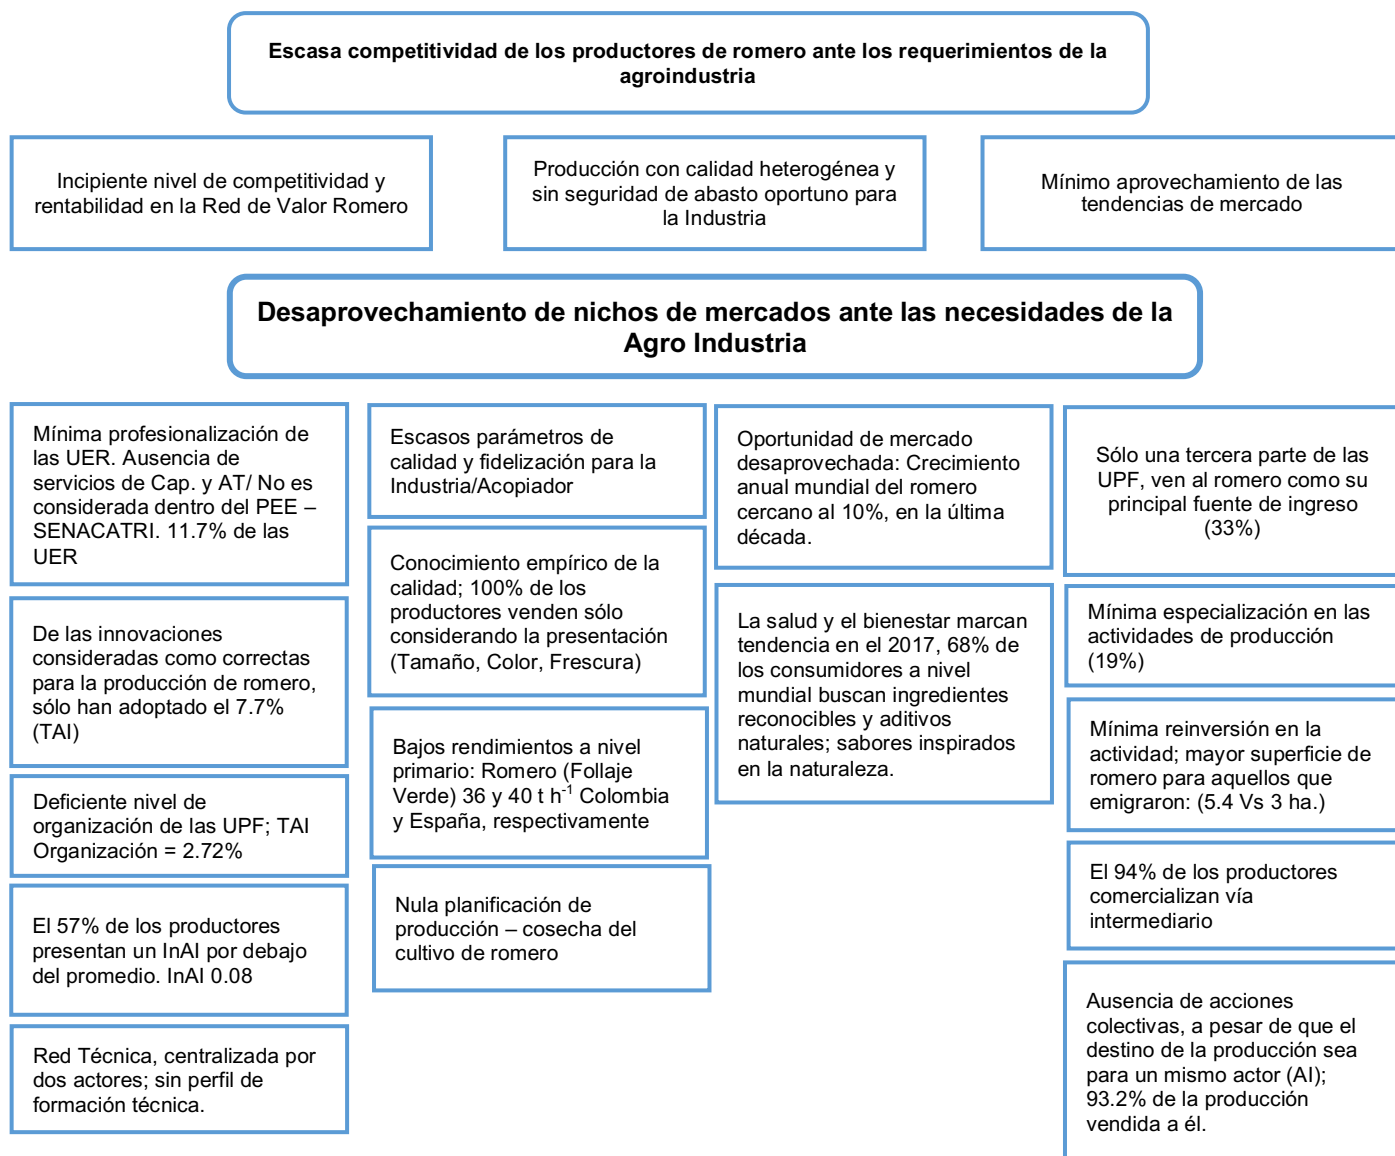 Escasa competitividad de los productores de romero ante los requerimientos de la
agroindustria
Incipiente nivel de competitividad y
rentabilidad en la Red de Valor Romero
Producción con calidad heterogénea y
sin seguridad de abasto oportuno para
la Industria
Mínimo aprovechamiento de las
tendencias de mercado
Desaprovechamiento de nichos de mercados ante las necesidades de la
Agro Industria
Mínima profesionalización de
las UER. Ausencia de
servicios de Cap. y AT/ No es
considerada dentro del PEE –
SENACATRI. 11.7% de las
UER
De las innovaciones
consideradas como correctas
para la producción de romero,
sólo han adoptado el 7.7%
(TAI)
Deficiente nivel de
organización de las UPF; TAI
Organización = 2.72%
El 57% de los productores
presentan un InAI por debajo
del promedio. InAI 0.08
Red Técnica, centralizada por
dos actores; sin perfil de
formación técnica.
Escasos parámetros de
calidad y fidelización para la
Industria/Acopiador
Conocimiento empírico de la
calidad; 100% de los
productores venden sólo
considerando la presentación
(Tamaño, Color, Frescura)
Bajos rendimientos a nivel
primario: Romero (Follaje
Verde) 36 y 40 t h⁻¹ Colombia
y España, respectivamente
Nula planificación de
producción – cosecha del
cultivo de romero
Oportunidad de mercado
desaprovechada: Crecimiento
anual mundial del romero
cercano al 10%, en la última
década.
La salud y el bienestar marcan
tendencia en el 2017, 68% de
los consumidores a nivel
mundial buscan ingredientes
reconocibles y aditivos
naturales; sabores inspirados
en la naturaleza.
Sólo una tercera parte de las
UPF, ven al romero como su
principal fuente de ingreso
(33%)
Mínima especialización en las
actividades de producción
(19%)
Mínima reinversión en la
actividad; mayor superficie de
romero para aquellos que
emigraron: (5.4 Vs 3 ha.)
El 94% de los productores
comercializan vía
intermediario
Ausencia de acciones
colectivas, a pesar de que el
destino de la producción sea
para un mismo actor (AI);
93.2% de la producción
vendida a él.